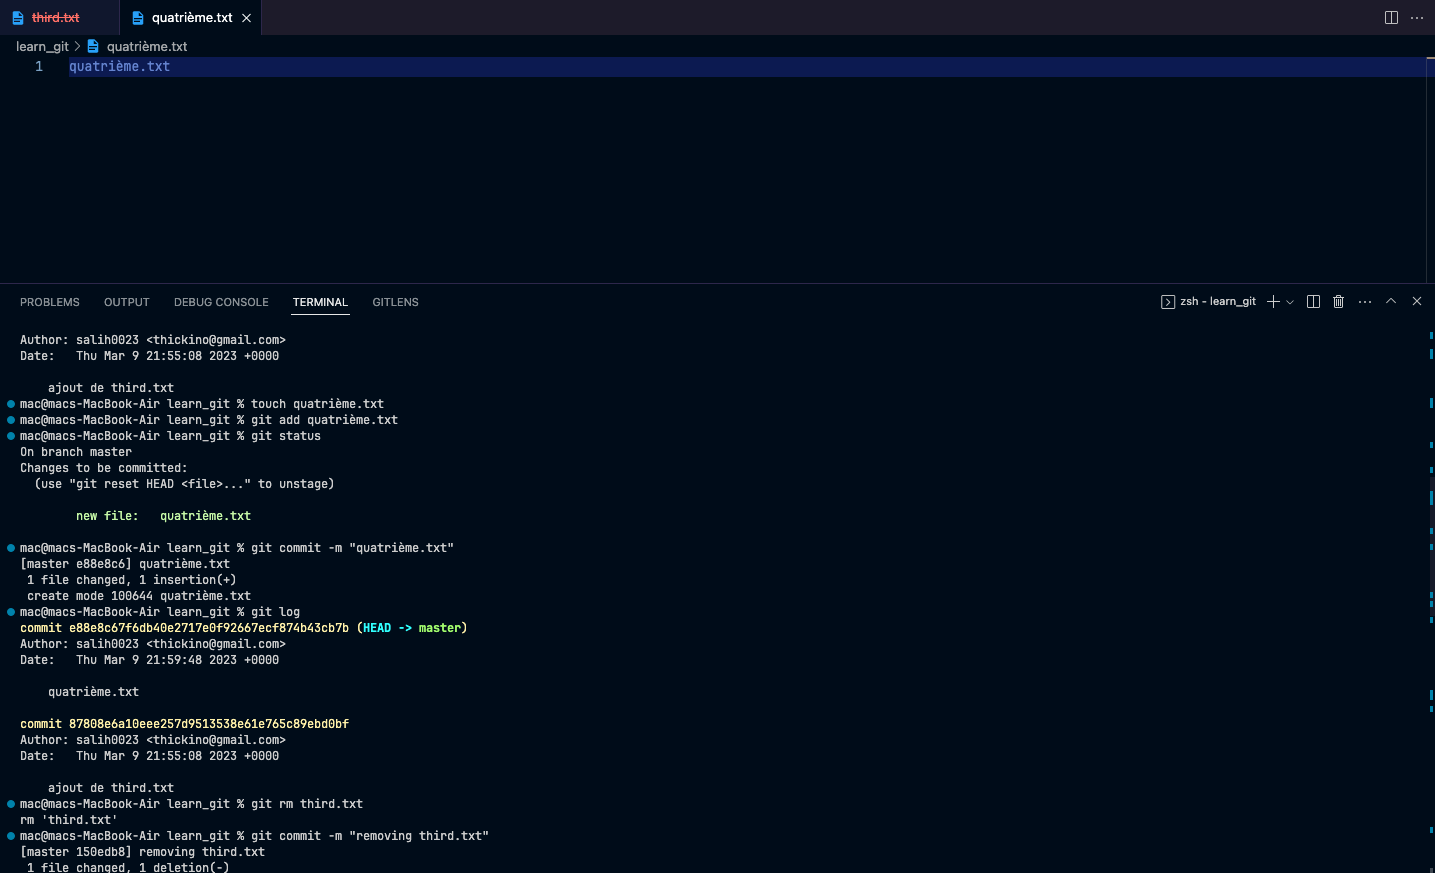 third.txt quatrième.txt
learn_git > quatrième.txt
1 quatrième.txt
PROBLEMS OUTPUT DEBUG CONSOLE TERMINAL GITLENS zsh - learn_git
Author: salih0023 <thickino@gmail.com>
Date:   Thu Mar 9 21:55:08 2023 +0000
ajout de third.txt
mac@macs-MacBook-Air learn_git % touch quatrième.txt
mac@macs-MacBook-Air learn_git % git add quatrième.txt
mac@macs-MacBook-Air learn_git % git status
On branch master
Changes to be committed:
(use "git reset HEAD <file>..." to unstage)
new file:   quatrième.txt
mac@macs-MacBook-Air learn_git % git commit -m "quatrième.txt"
[master e88e8c6] quatrième.txt
1 file changed, 1 insertion(+)
create mode 100644 quatrième.txt
mac@macs-MacBook-Air learn_git % git log
commit e88e8c67f6db40e2717e0f92667ecf874b43cb7b (HEAD -> master)
Author: salih0023 <thickino@gmail.com>
Date:   Thu Mar 9 21:59:48 2023 +0000
quatrième.txt
commit 87808e6a10eee257d9513538e61e765c89ebd0bf
Author: salih0023 <thickino@gmail.com>
Date:   Thu Mar 9 21:55:08 2023 +0000
ajout de third.txt
mac@macs-MacBook-Air learn_git % git rm third.txt
rm 'third.txt'
mac@macs-MacBook-Air learn_git % git commit -m "removing third.txt"
[master 150edb8] removing third.txt
1 file changed, 1 deletion(-)